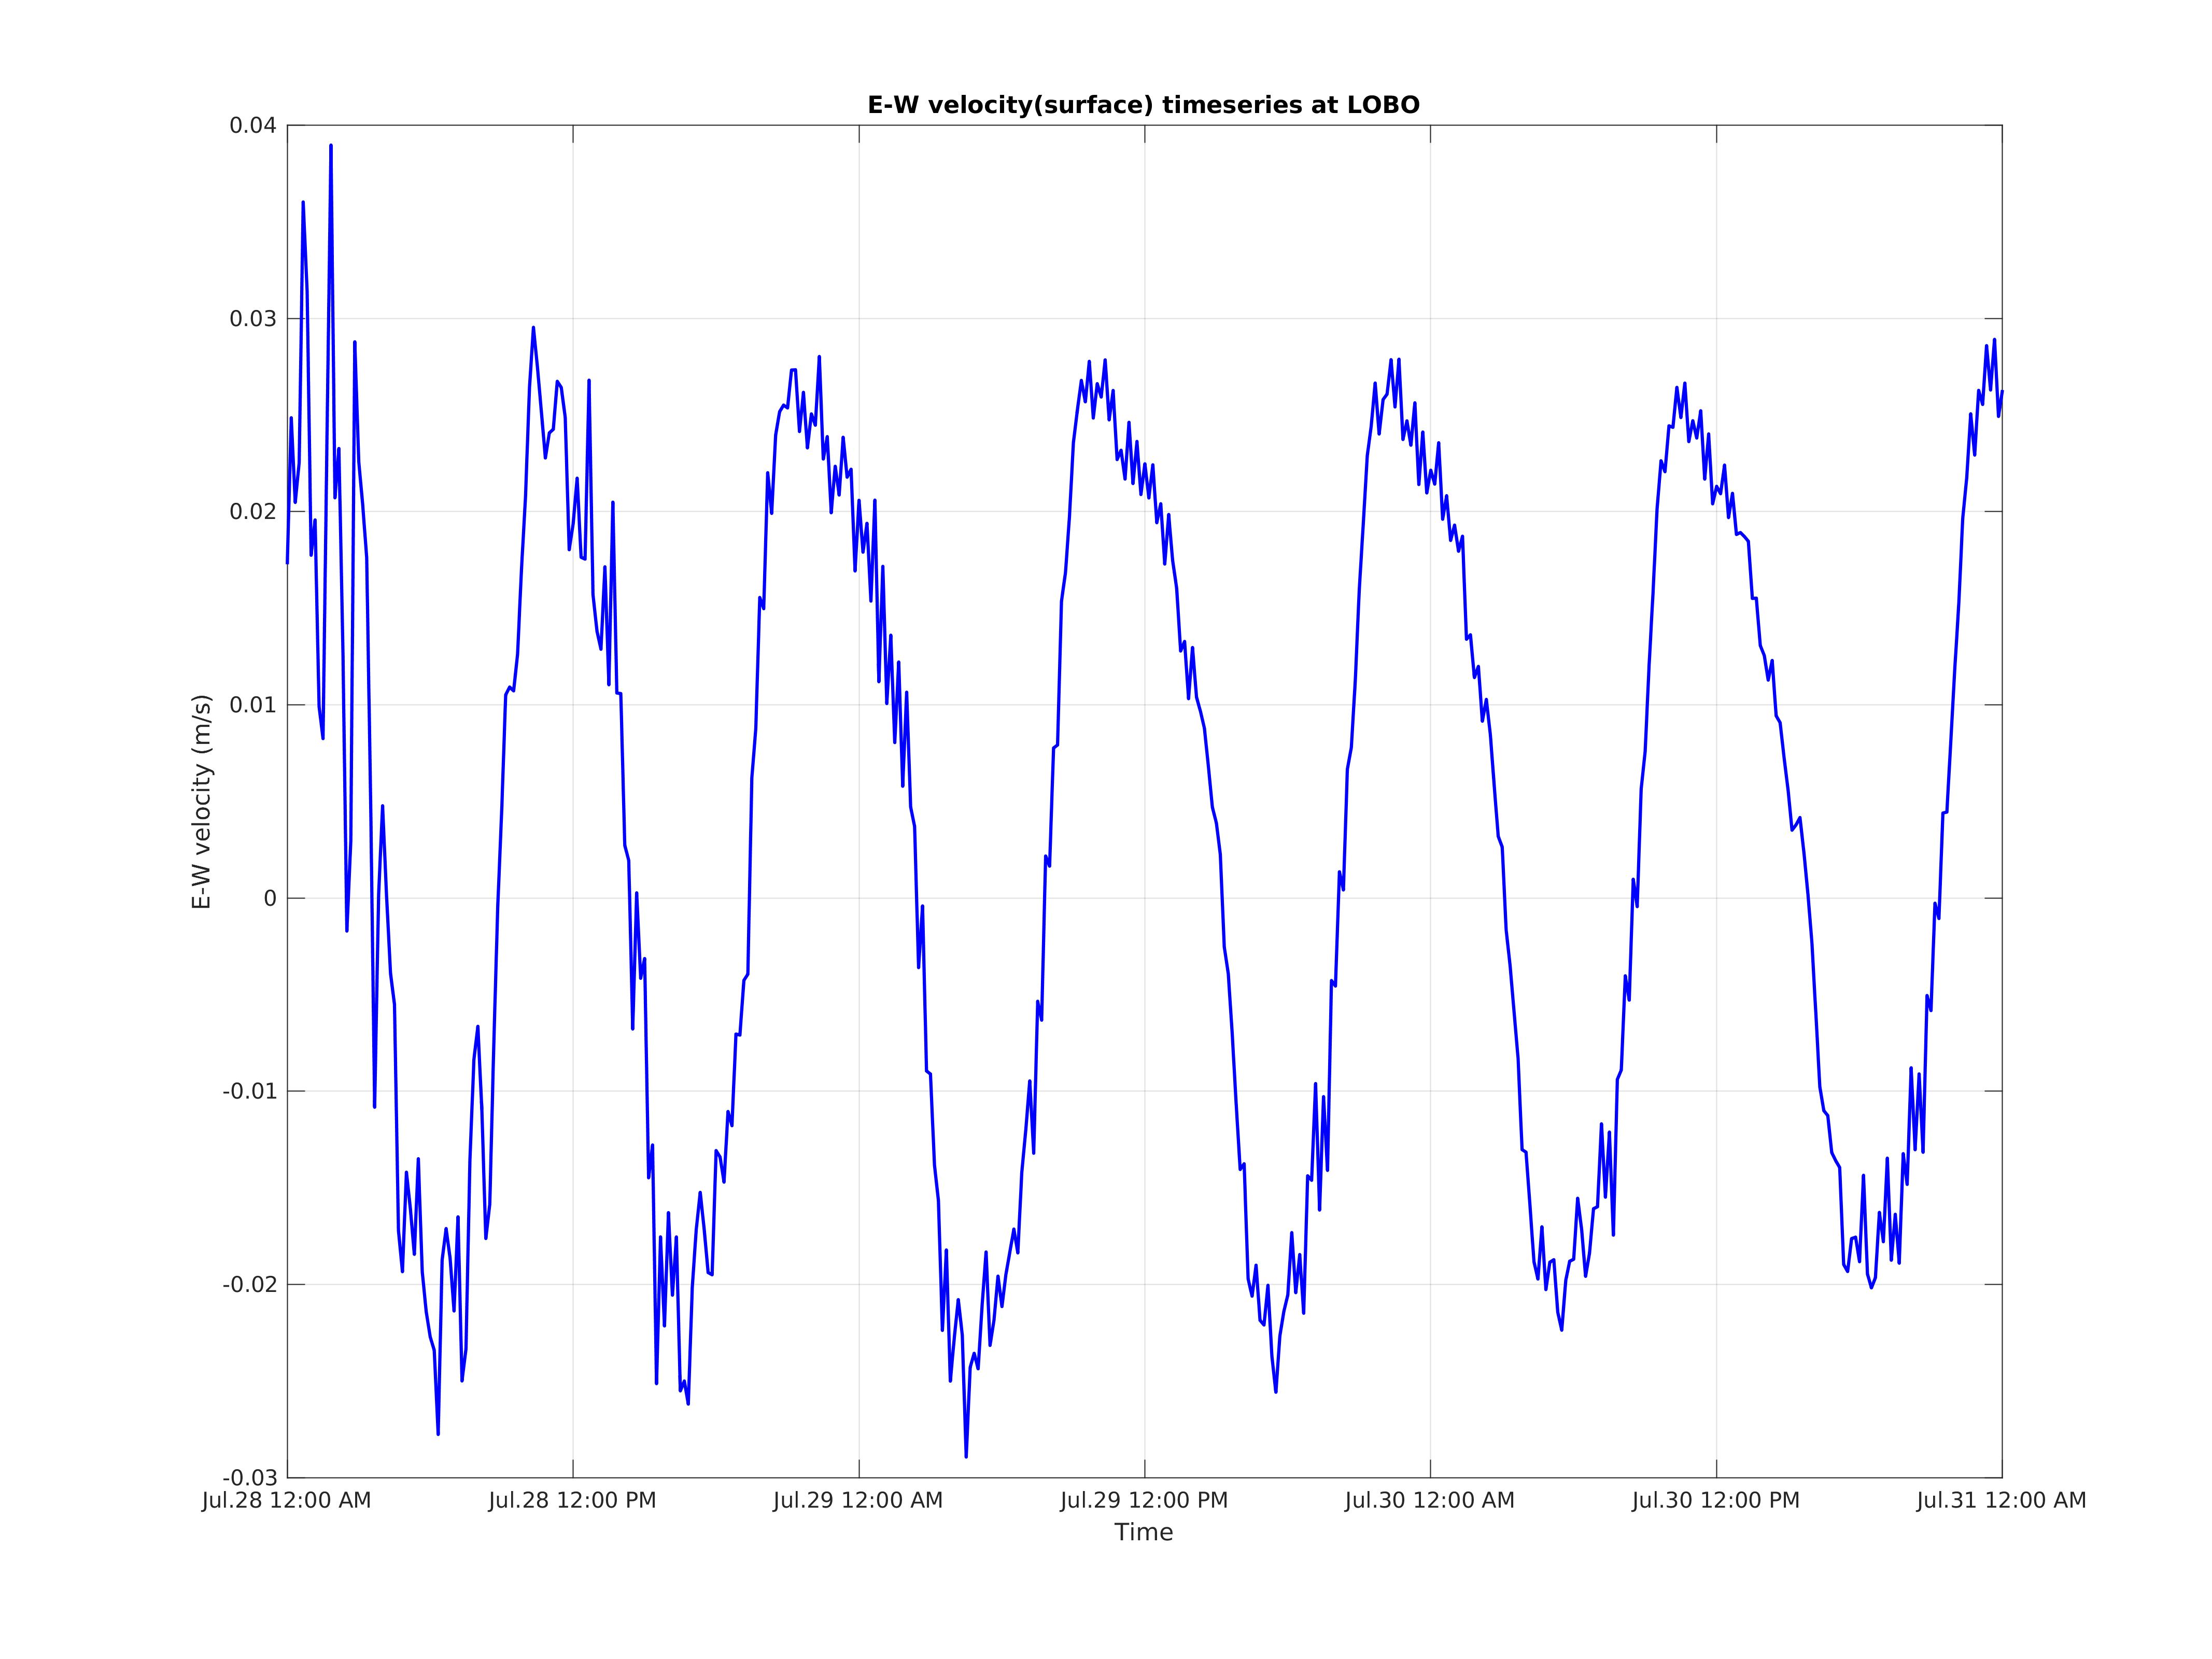 E-W velocity(surface) timeseries at LOBO
0.04
0.03
0.02
0.01
0
-0.01
-0.02
-0.03
E-W velocity (m/s)
Jul.28 12:00 AM
Jul.28 12:00 PM
Jul.29 12:00 AM
Jul.29 12:00 PM
Jul.30 12:00 AM
Jul.30 12:00 PM
Jul.31 12:00 AM
Time